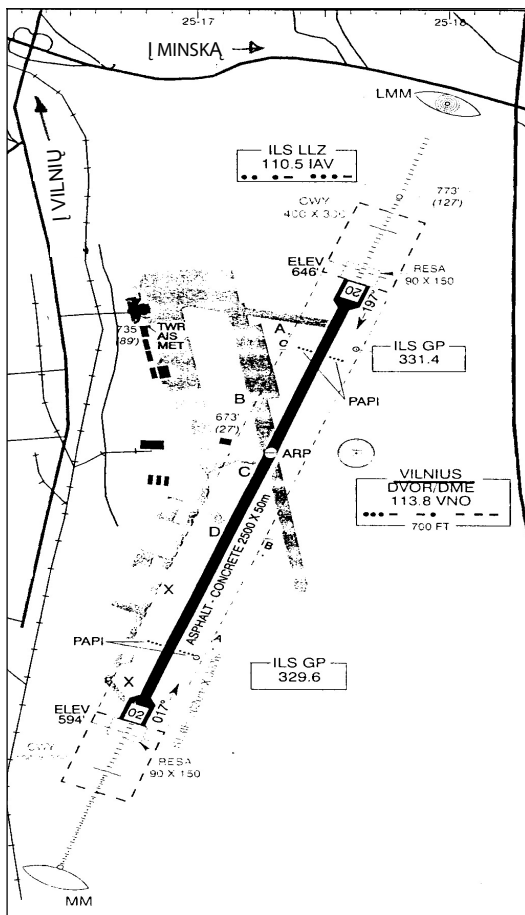 25-17
25-18
Į MINSKĄ
LMM
ILS LLZ
110.5 IAV
Į VILNIŲ
773'
(127')
CWY
400 X 300
ELEV
646'
RESA
90 X 150
20
197°
735
(89')
TWR
AIS
MET
A
ILS GP
331.4
PAPI
B
673'
(27')
ARP
C
VILNIUS
DVOR/DME
113.8 VNO
700 FT
D
ASPHALT - CONCRETE 2500 X 50m
B
X
PAPI
A
ILS GP
329.6
X
ELEV
594'
02
017°
CWY
RESA
90 X 150
MM